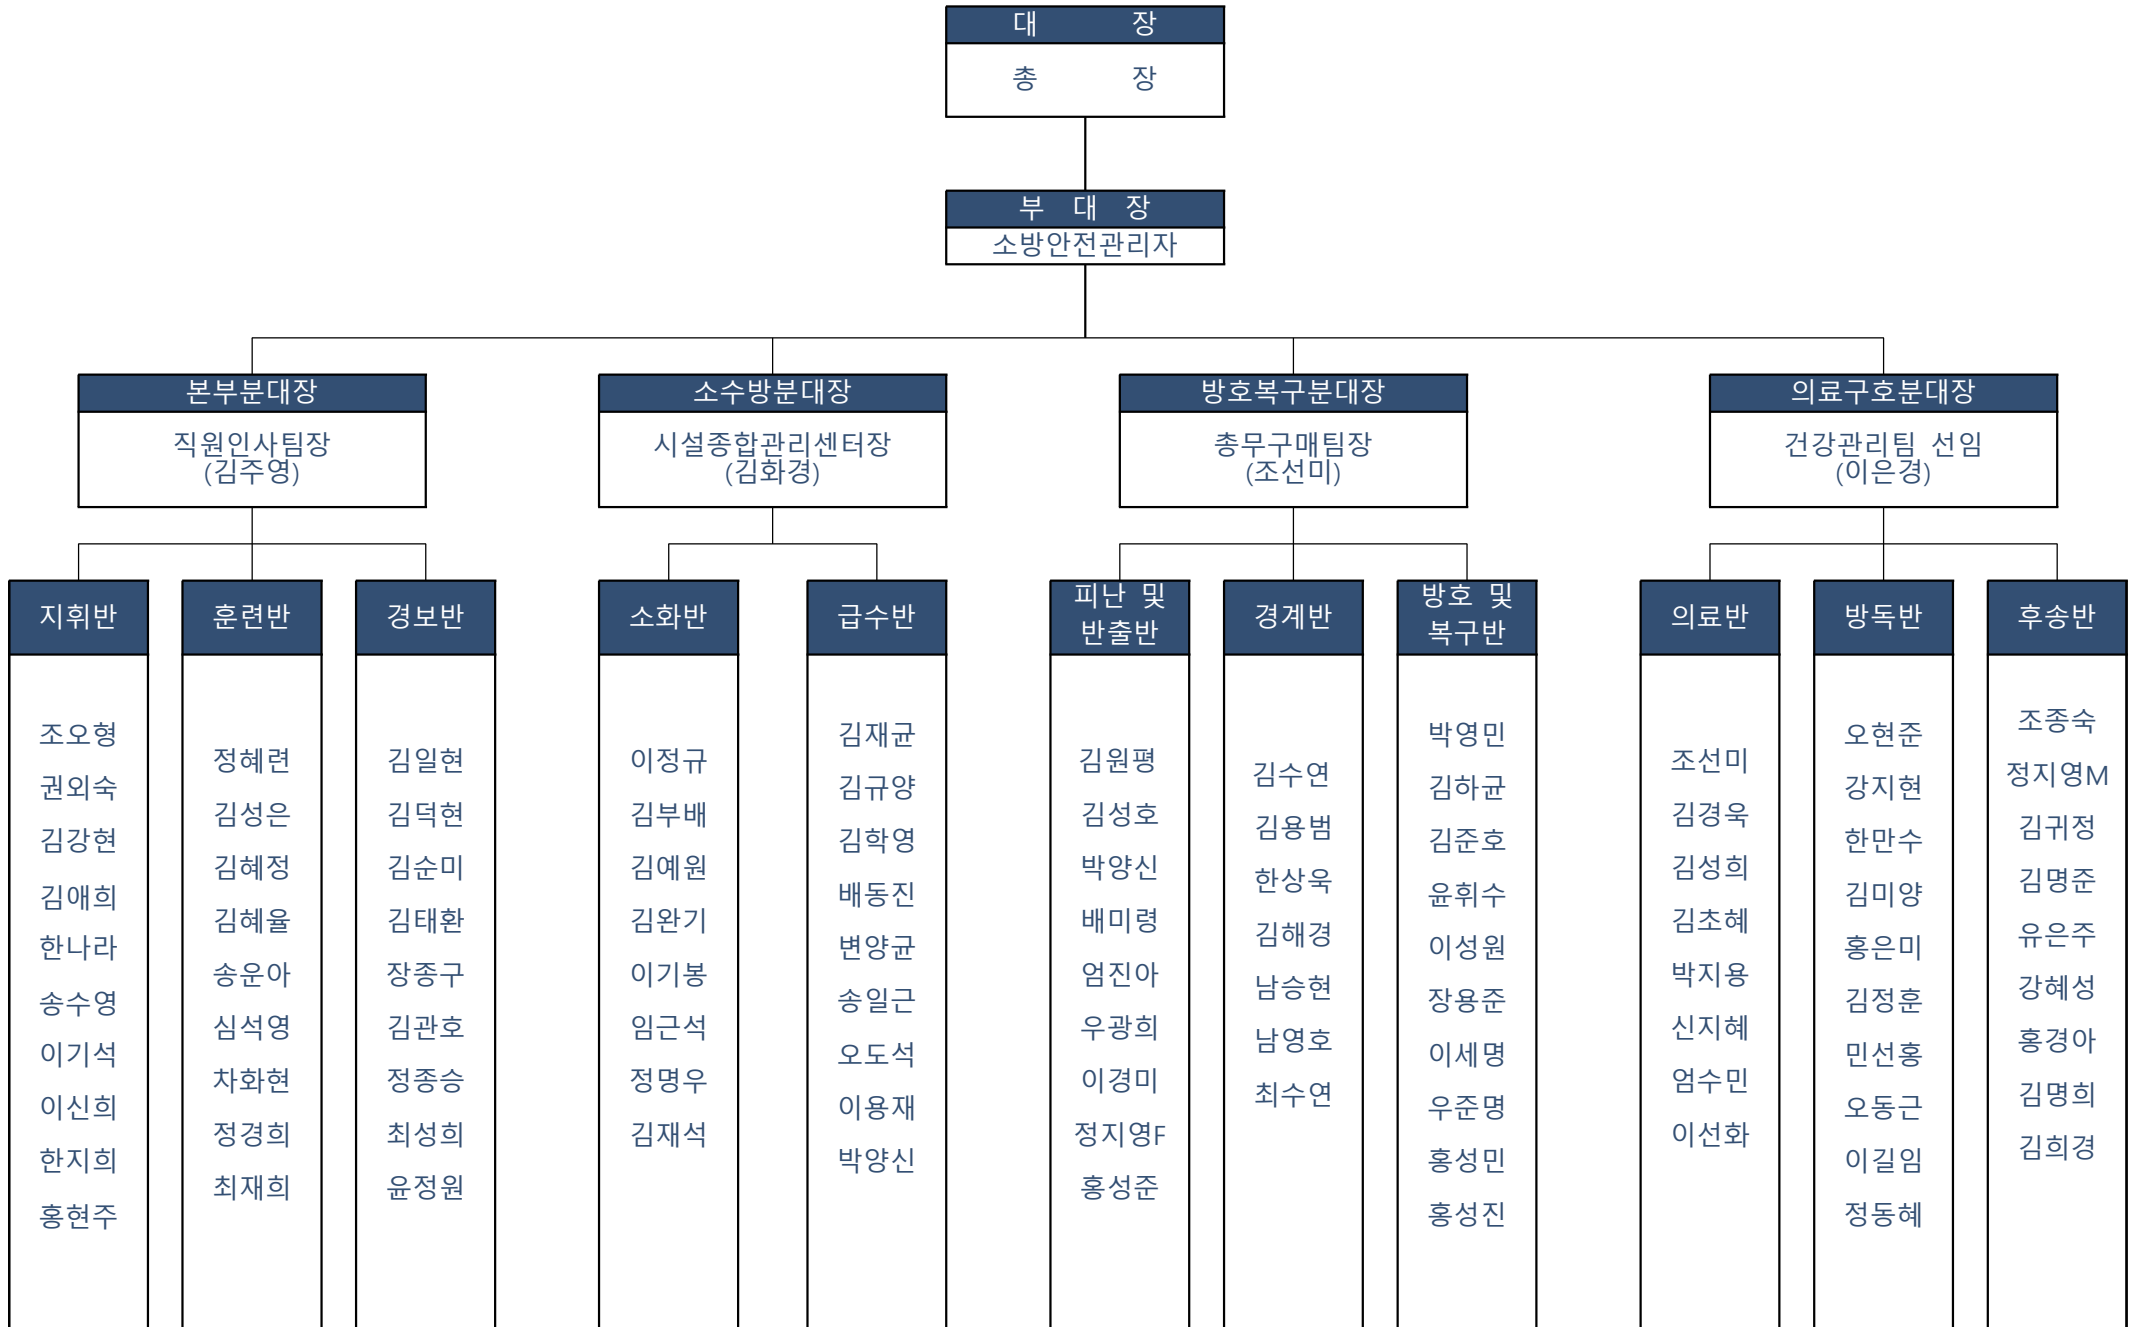 대 장
총 장
부 대 장
소방안전관리자
본부분대장
직원인사팀장
(김주영)
소수방분대장
시설종합관리센터장
(김화경)
방호복구분대장
총무구매팀장
(조선미)
의료구호분대장
건강관리팀 선임
(이은경)
지휘반
조오형
권외숙
김강현
김애희
한나라
송수영
이기석
이신희
한지희
홍현주
훈련반
정혜련
김성은
김혜정
김혜율
송운아
심석영
차화현
정경희
최재희
경보반
김일현
김덕현
김순미
김태환
장종구
김관호
정종승
최성희
윤정원
소화반
이정규
김부배
김예원
김완기
이기봉
임근석
정명우
김재석
급수반
김재균
김규양
김학영
배동진
변양균
송일근
오도석
이용재
박양신
피난 및
반출반
김원평
김성호
박양신
배미령
엄진아
우광희
이경미
정지영F
홍성준
경계반
김수연
김용범
한상욱
김해경
남승현
남영호
최수연
방호 및
복구반
박영민
김하균
김준호
윤휘수
이성원
장용준
이세명
우준명
홍성민
홍성진
의료반
조선미
김경욱
김성희
김초혜
박지용
신지혜
엄수민
이선화
방독반
오현준
강지현
한만수
김미양
홍은미
김정훈
민선홍
오동근
이길임
정동혜
후송반
조종숙
정지영M
김귀정
김명준
유은주
강혜성
홍경아
김명희
김희경